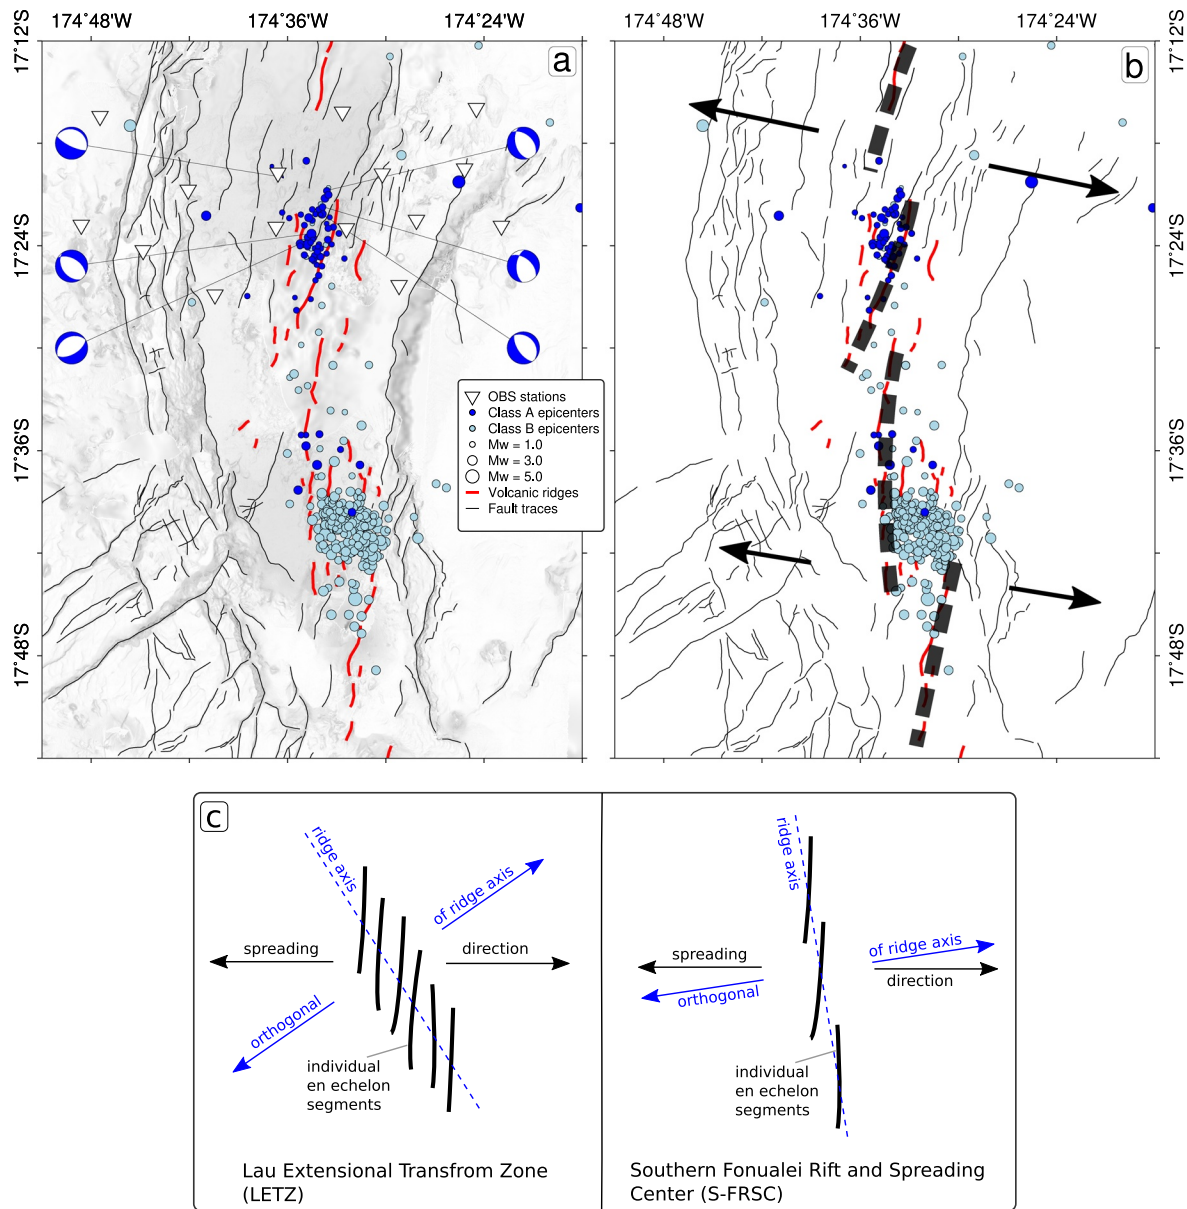 174˚48'W 174˚36'W 174˚24'W
174˚48'W 174˚36'W 174˚24'W
17˚12'S
17˚24'S
17˚36'S
17˚48'S
a
OBS stations
Class A epicenters
Class B epicenters
Mw = 1.0
Mw = 3.0
Mw = 5.0
Volcanic ridges
Fault traces
b
17˚12'S
17˚24'S
17˚36'S
17˚48'S
c
ridge axis
of ridge axis
spreading
direction
orthogonal
individual
en echelon
segments
Lau Extensional Transfrom Zone
(LETZ)
ridge axis
of ridge axis
spreading
direction
orthogonal
individual
en echelon
segments
Southern Fonualei Rift and Spreading
Center (S-FRSC)